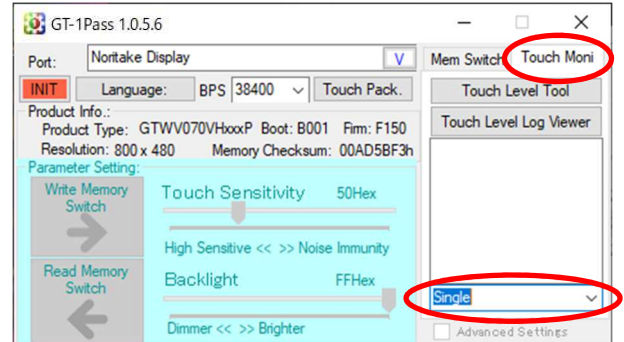 GT-1Pass 1.0.5.6
Port: Noritake Display V
Mem Switch Touch Moni
INIT Language: BPS 38400 Touch Pack.
Touch Level Tool
Product Info.:
Product Type: GTWV070VHxxxP Boot: B001 Firm: F150
Touch Level Log Viewer
Resolution: 800 x 480 Memory Checksum: 00AD5BF3h
Parameter Setting:
Write Memory
Switch
Touch Sensitivity 50Hex
High Sensitive << >> Noise Immunity
Read Memory
Switch
Backlight FFHex
Single
Dimmer << >> Brighter
Advanced Settings